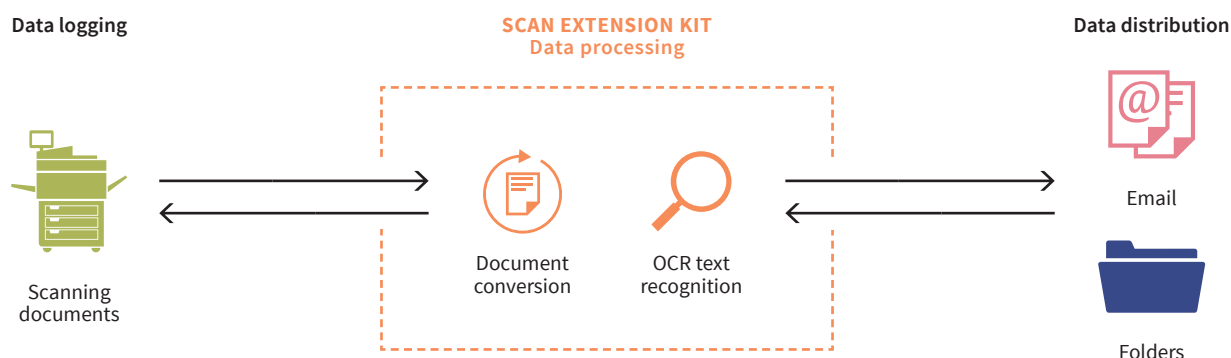 Data logging
SCAN EXTENSION KIT
Data processing
Data distribution
@
Email
Document
conversion
OCR text
recognition
Scanning
documents
Folders